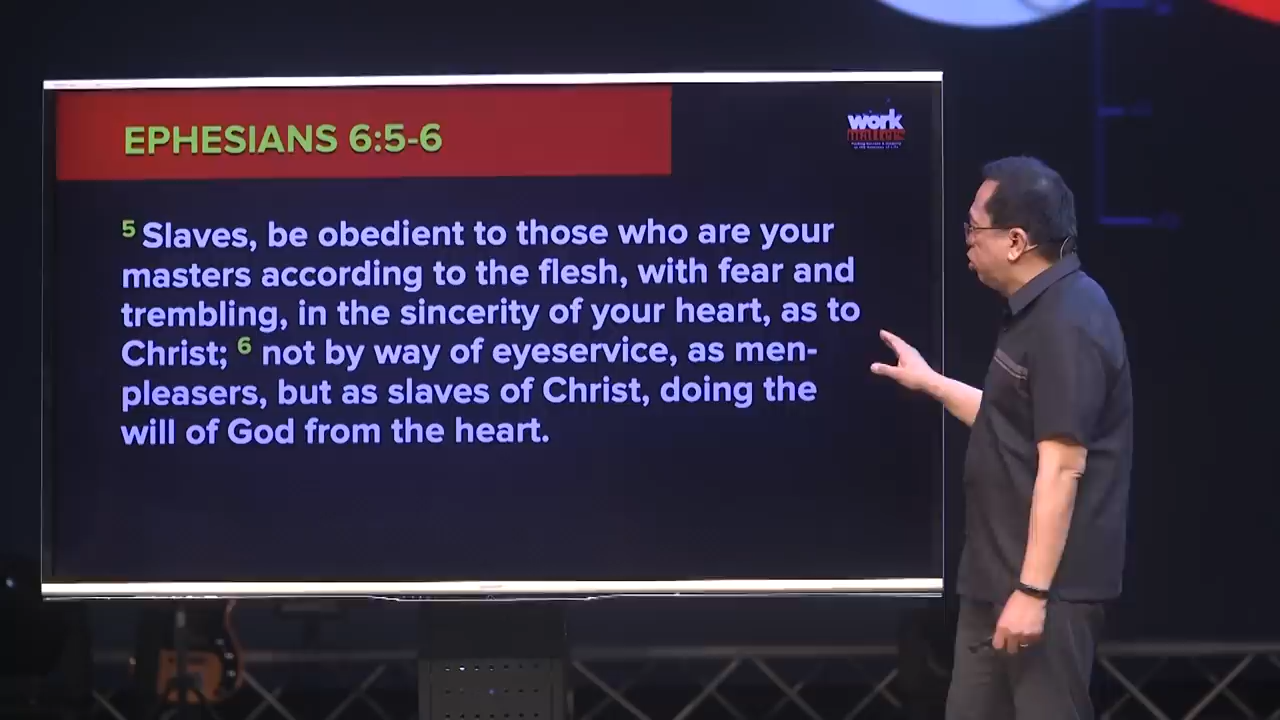 EPHESIANS 6:5-6
work
matters
5 Slaves, be obedient to those who are your
masters according to the flesh, with fear and
trembling, in the sincerity of your heart, as to
Christ; 6 not by way of eyeservice, as men-
pleasers, but as slaves of Christ, doing the
will of God from the heart.